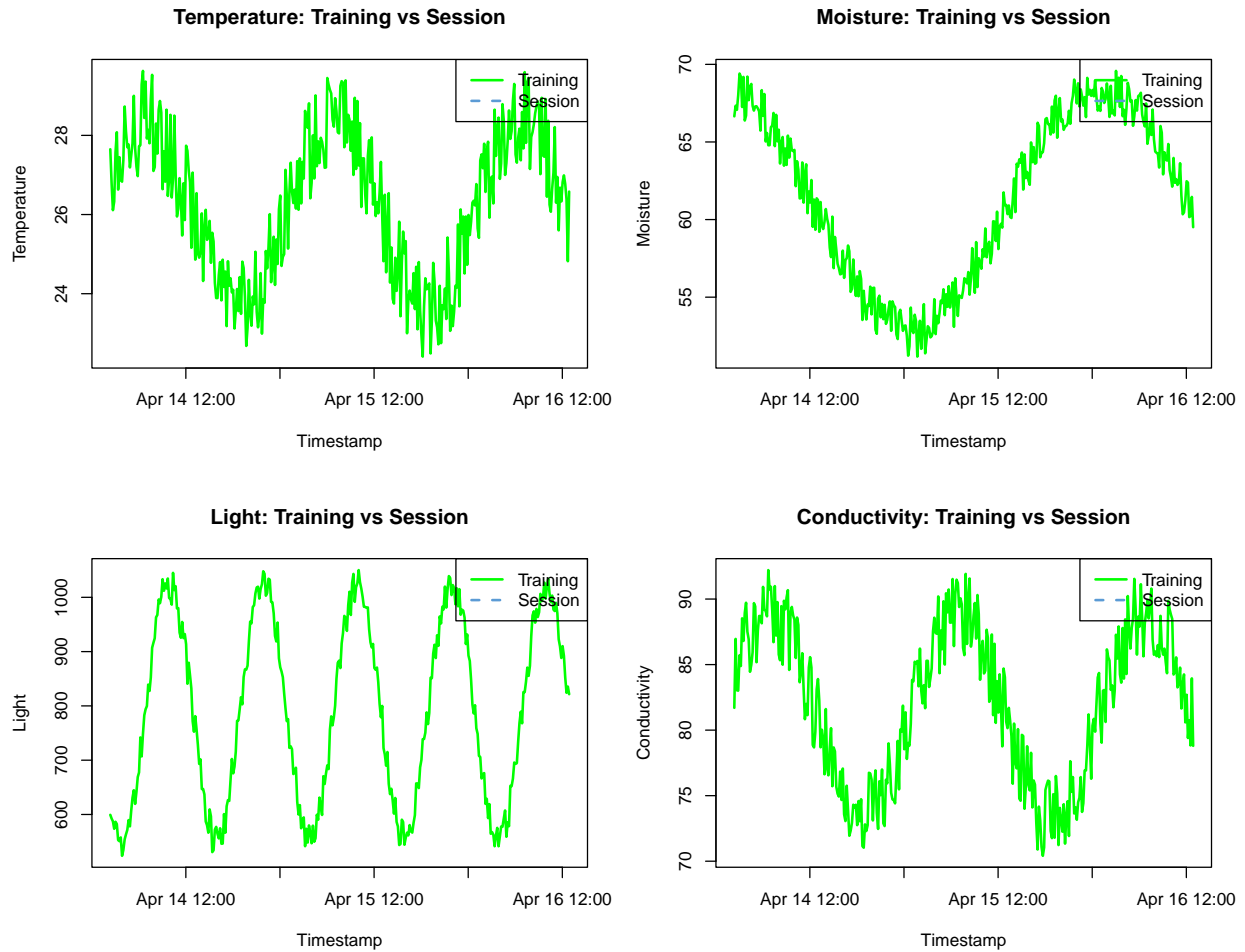 Temperature: Training vs Session
Temperature
28
26
24
Training
Session
Apr 14 12:00
Apr 15 12:00
Apr 16 12:00
Timestamp
Moisture: Training vs Session
Moisture
70
65
60
55
Training
Session
Apr 14 12:00
Apr 15 12:00
Apr 16 12:00
Timestamp
Light: Training vs Session
Light
1000
900
800
700
600
Training
Session
Apr 14 12:00
Apr 15 12:00
Apr 16 12:00
Timestamp
Conductivity: Training vs Session
Conductivity
90
85
80
75
70
Training
Session
Apr 14 12:00
Apr 15 12:00
Apr 16 12:00
Timestamp